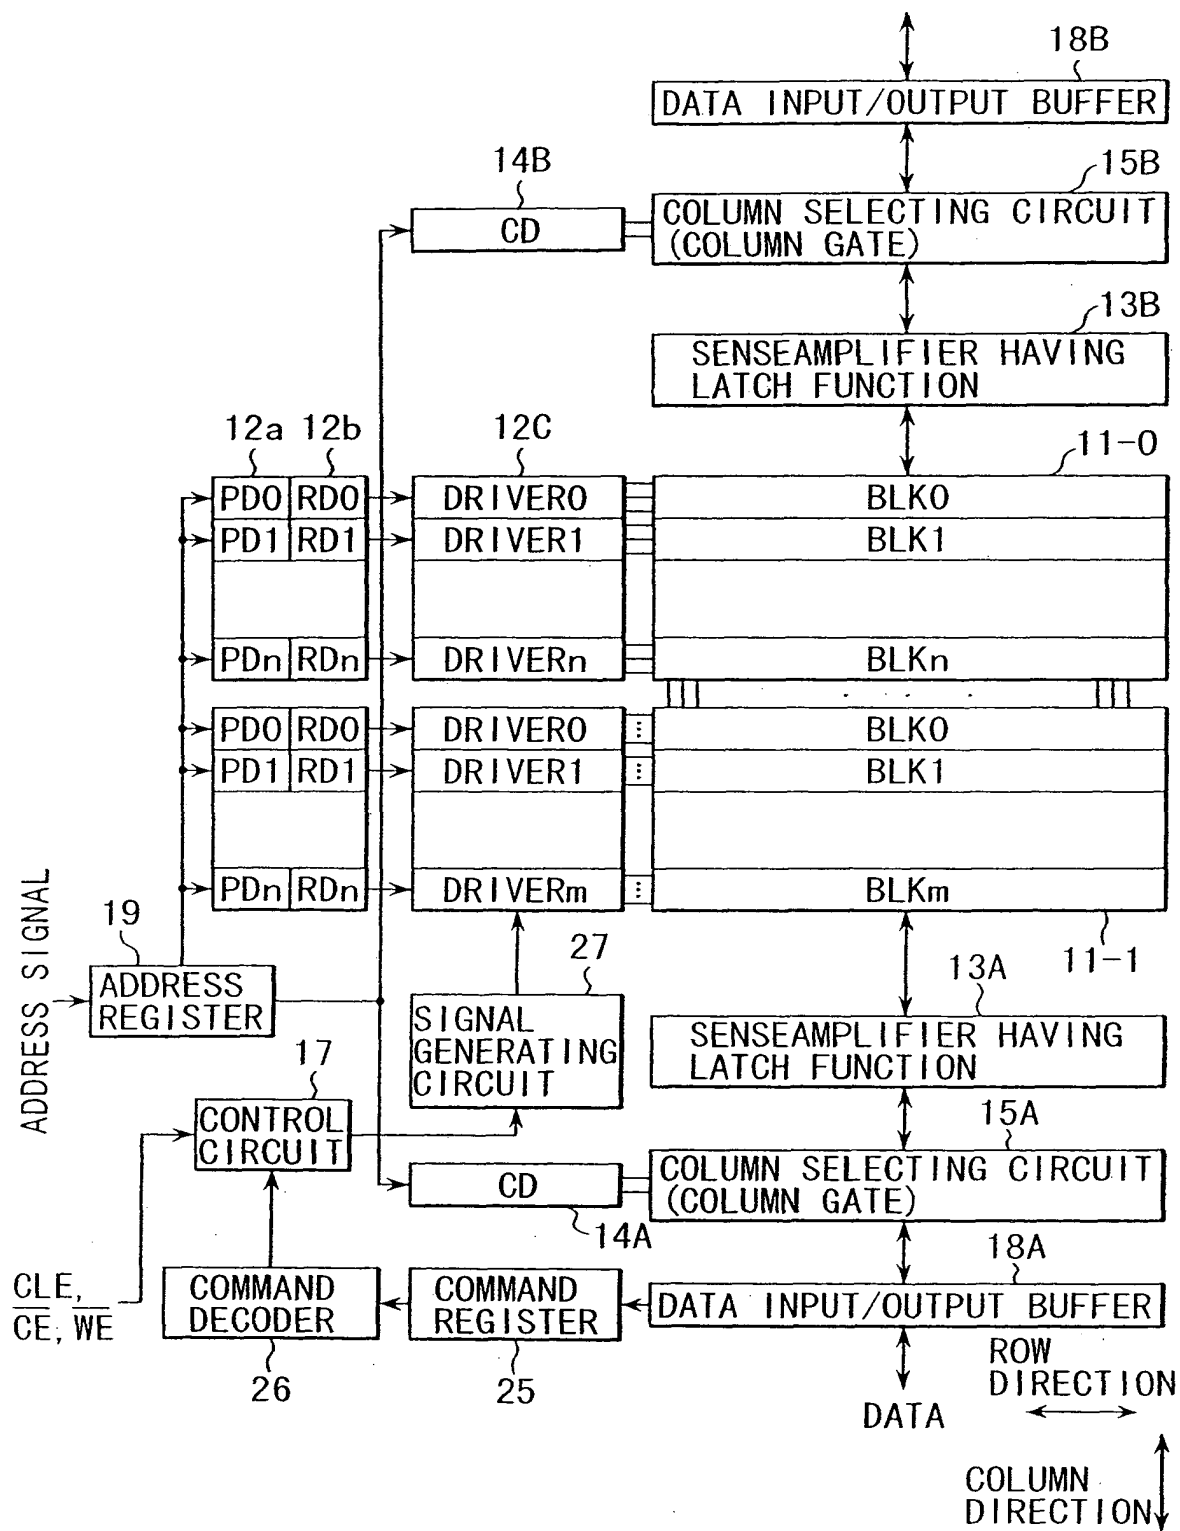 18B
DATA INPUT/OUTPUT BUFFER
14B
15B
CD
COLUMN SELECTING CIRCUIT
(COLUMN GATE)
13B
SENSEAMPLIFIER HAVING
LATCH FUNCTION
12a 12b 12C 11-0
PD0 RD0 DRIVER0 BLK0
PD1 RD1 DRIVER1 BLK1
PDn RDn DRIVERn BLKn
PD0 RD0 DRIVER0 BLK0
PD1 RD1 DRIVER1 BLK1
PDn RDn DRIVERm BLKm
ADDRESS SIGNAL
19
ADDRESS
REGISTER
27
SIGNAL
GENERATING
CIRCUIT
11-1
13A
SENSEAMPLIFIER HAVING
LATCH FUNCTION
17
CONTROL
CIRCUIT
15A
CD
COLUMN SELECTING CIRCUIT
(COLUMN GATE)
14A
18A
CLE,
C̅E̅, W̅E̅
COMMAND
DECODER
COMMAND
REGISTER
DATA INPUT/OUTPUT BUFFER
26
25
DATA
ROW
DIRECTION
COLUMN
DIRECTION